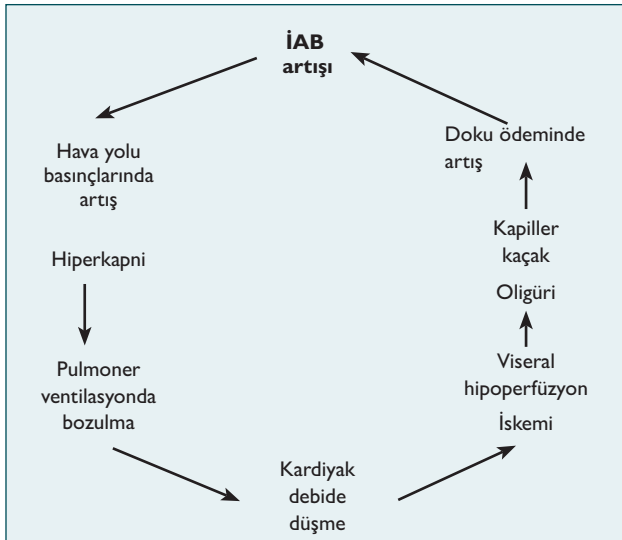 İAB
artışı
Hava yolu
basınçlarında
artış
Hiperkapni
Pulmoner
ventilasyonda
bozulma
Kardiyak
debide
düşme
Viseral
hipoperfüzyon
İskemi
Kapiller
kaçak
Oligüri
Doku ödeminde
artış